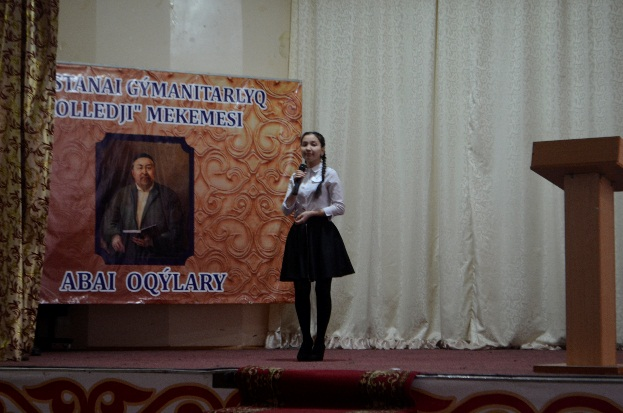 STANAI GÝMANITARLYQ
OLLEDJI" MEKEMESI
ABAI OQÝLARY